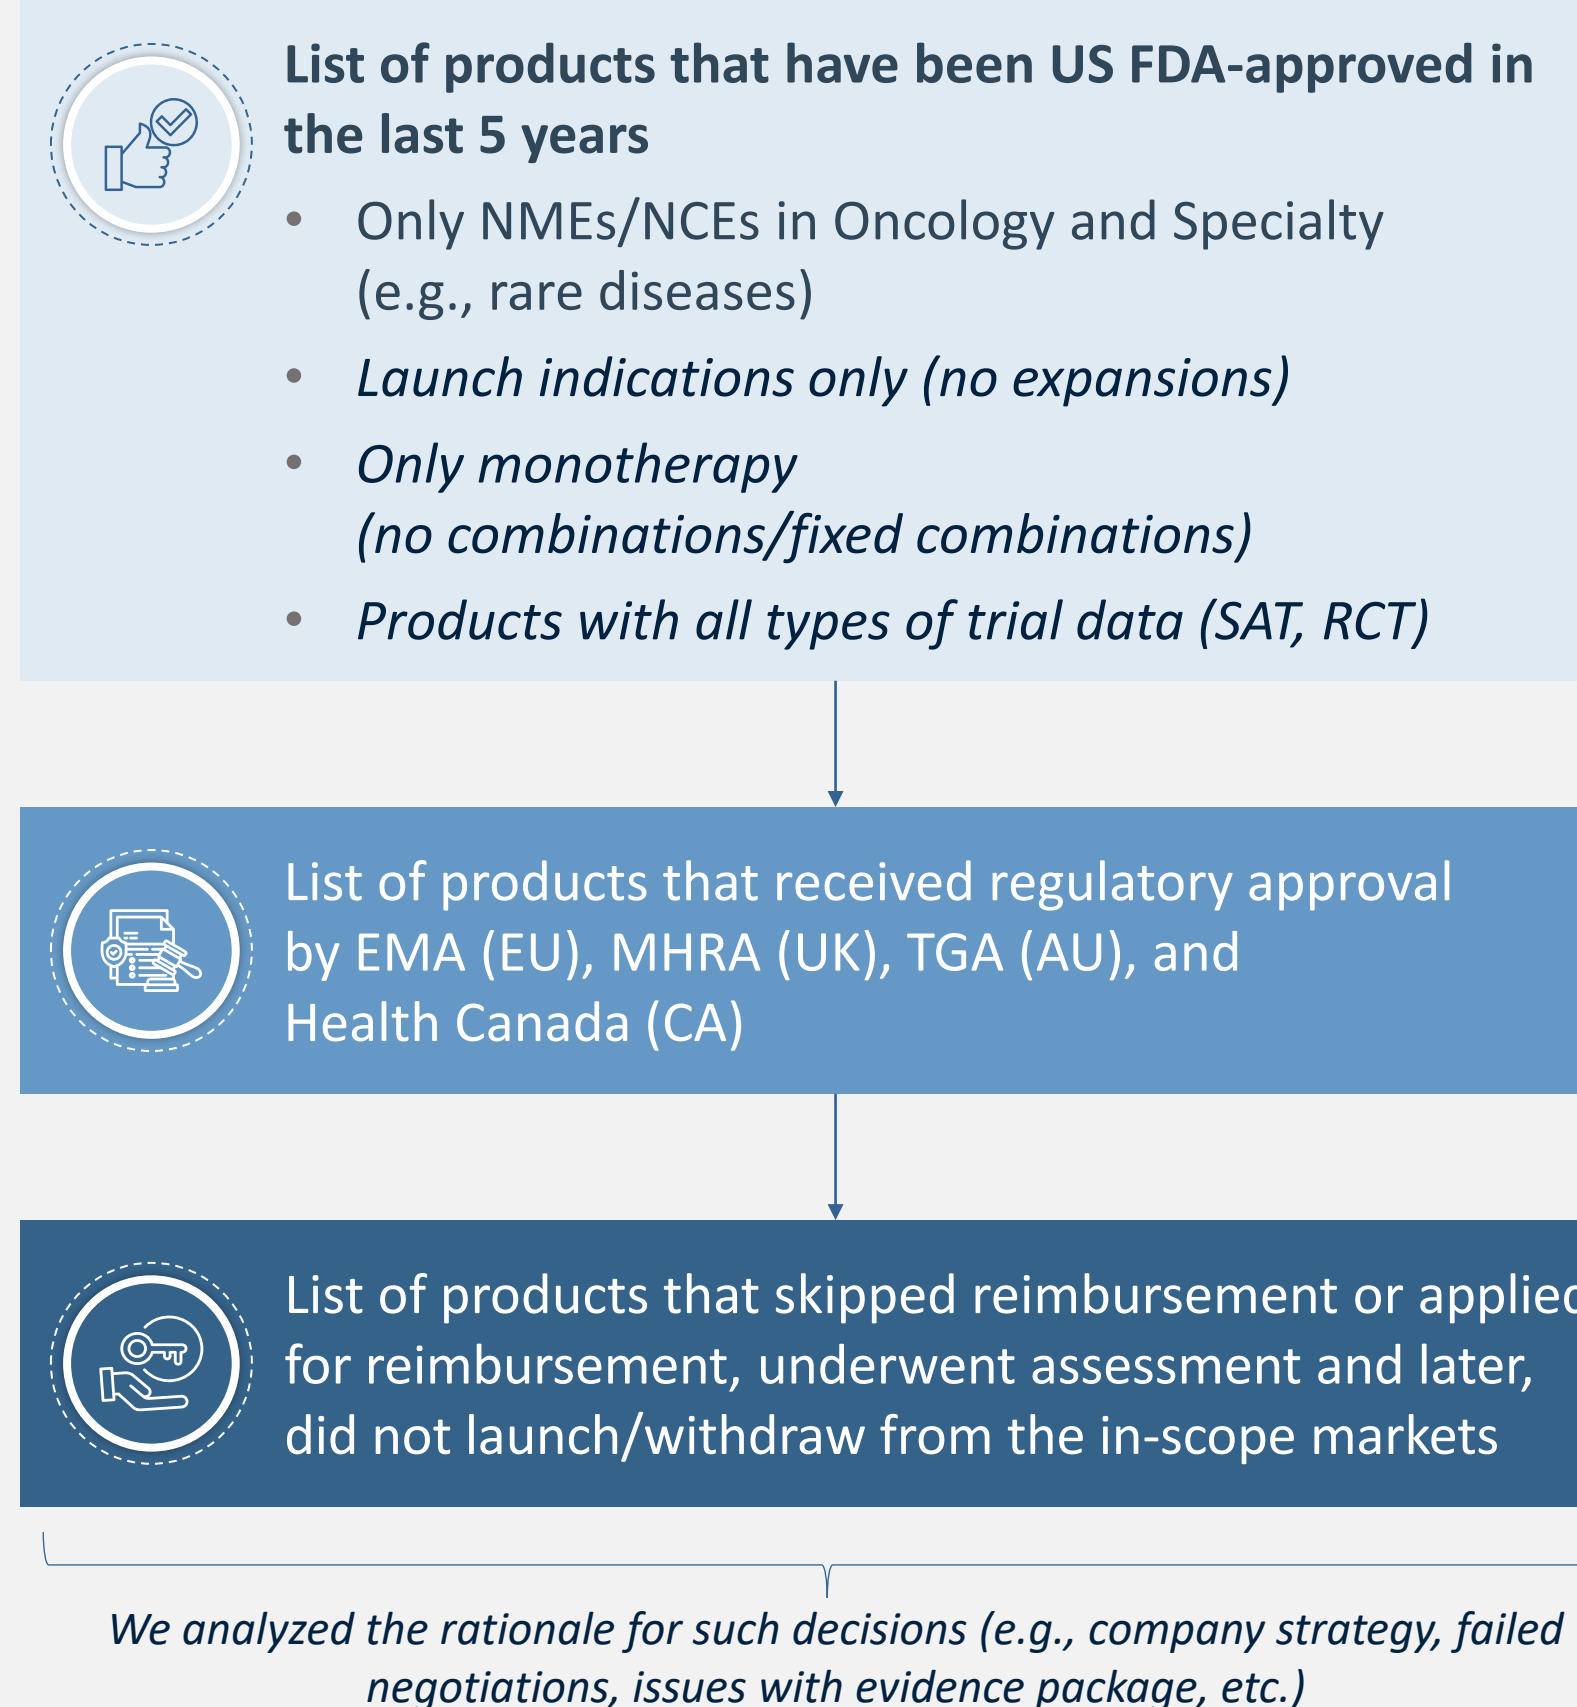 List of products that have been US FDA-approved in
the last 5 years
• Only NMEs/NCEs in Oncology and Specialty
(e.g., rare diseases)
• Launch indications only (no expansions)
• Only monotherapy
(no combinations/fixed combinations)
• Products with all types of trial data (SAT, RCT)
List of products that received regulatory approval
by EMA (EU), MHRA (UK), TGA (AU), and
Health Canada (CA)
List of products that skipped reimbursement or applied
for reimbursement, underwent assessment and later,
did not launch/withdraw from the in-scope markets
We analyzed the rationale for such decisions (e.g., company strategy, failed
negotiations, issues with evidence package, etc.)